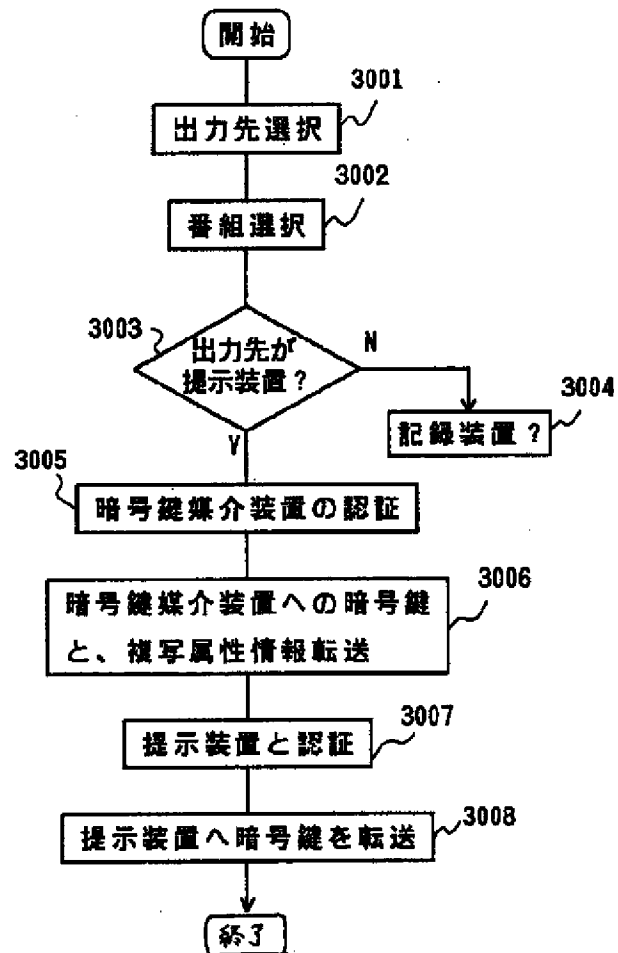 開始
3001
出力先選択
3002
番組選択
3003
出力先が
提示装置？
N
Y
3004
記録装置？
3005
暗号鍵媒介装置の認証
3006
暗号鍵媒介装置への暗号鍵
と、複写属性情報転送
3007
提示装置と認証
3008
提示装置へ暗号鍵を転送
終了